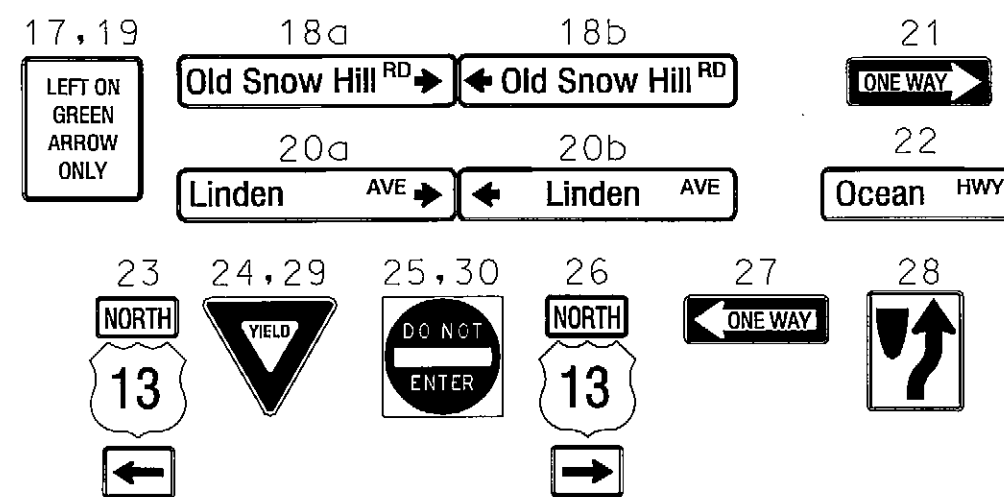 17,19 18a 18b 21
LEFT ON
GREEN
ARROW
ONLY
Old Snow Hill RD
Old Snow Hill RD
ONE WAY
20a 20b 22
Linden AVE
Linden AVE
Ocean HWY
23 24,29 25,30 26 27 28
NORTH
13
YIELD
DO NOT
ENTER
NORTH
13
ONE WAY